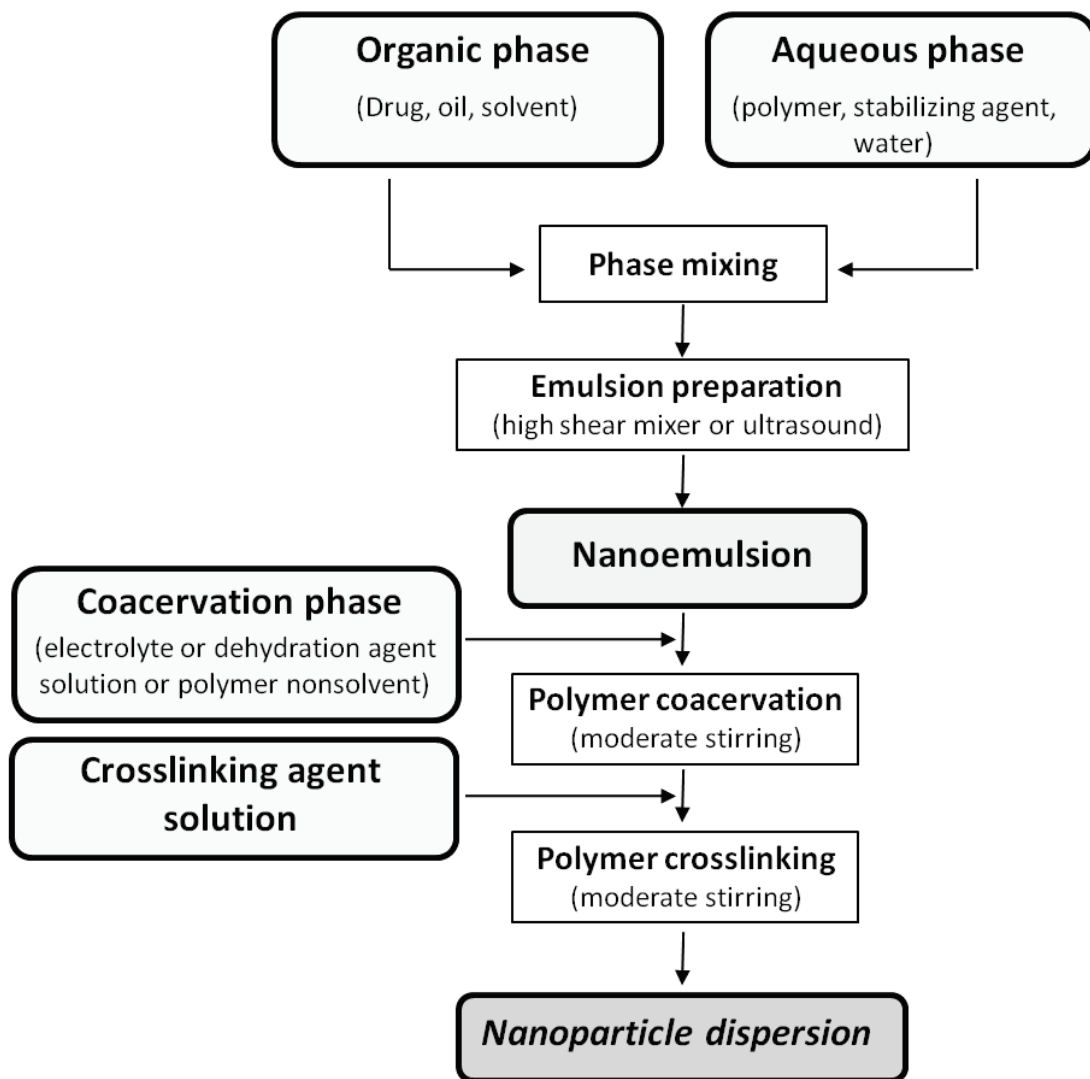 Organic phase
(Drug, oil, solvent)
Aqueous phase
(polymer, stabilizing agent,
water)
Phase mixing
Emulsion preparation
(high shear mixer or ultrasound)
Nanoemulsion
Coacervation phase
(electrolyte or dehydration agent
solution or polymer nonsolvent)
Polymer coacervation
(moderate stirring)
Crosslinking agent
solution
Polymer crosslinking
(moderate stirring)
Nanoparticle dispersion